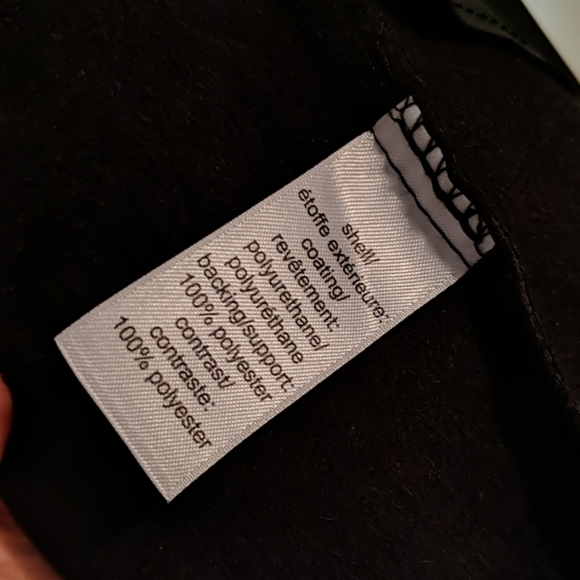 shell/
étoffe extérieure:
coating/
revêtement:
polyurethane/
polyuréthane
backing/support:
100% polyester
contrast/
contraste:
100% polyester